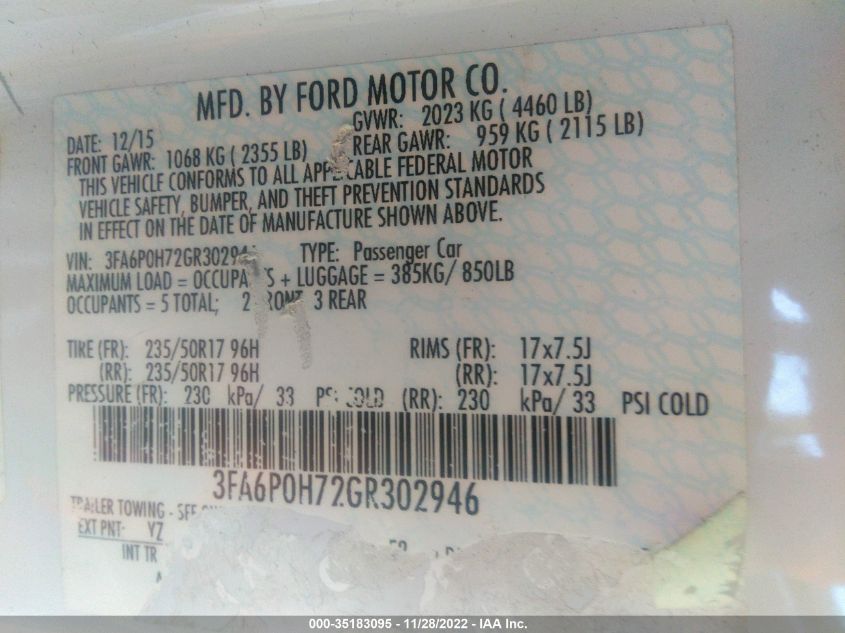 MFD. BY FORD MOTOR CO.
DATE: 12/15 GVWR: 2023 KG ( 4460 LB)
FRONT GAWR: 1068 KG ( 2355 LB) REAR GAWR: 959 KG ( 2115 LB)
THIS VEHICLE CONFORMS TO ALL FEDERAL MOTOR
VEHICLE SAFETY, BUMPER, AND THEFT PREVENTION STANDARDS
IN EFFECT ON THE DATE OF MANUFACTURE SHOWN ABOVE.
VIN: TYPE: Passenger Car
MAXIMUM LOAD = + LUGGAGE = 385KG/ 850LB
OCCUPANTS = 5 TOTAL; 2 3 REAR
TIRE (FR): 235/50R17 96H RIMS (FR): 17x7.5J
(RR): 235/50R17 96H (RR): 17x7.5J
PRESSURE (FR): 230 kPa/ 33 (RR): 230 kPa/ 33 PSI COLD
3FA6P0H72GR302946
TOWING -
EXT PNT: YZ
INT TR
000-35183095 - 11/28/2022 - IAA Inc.